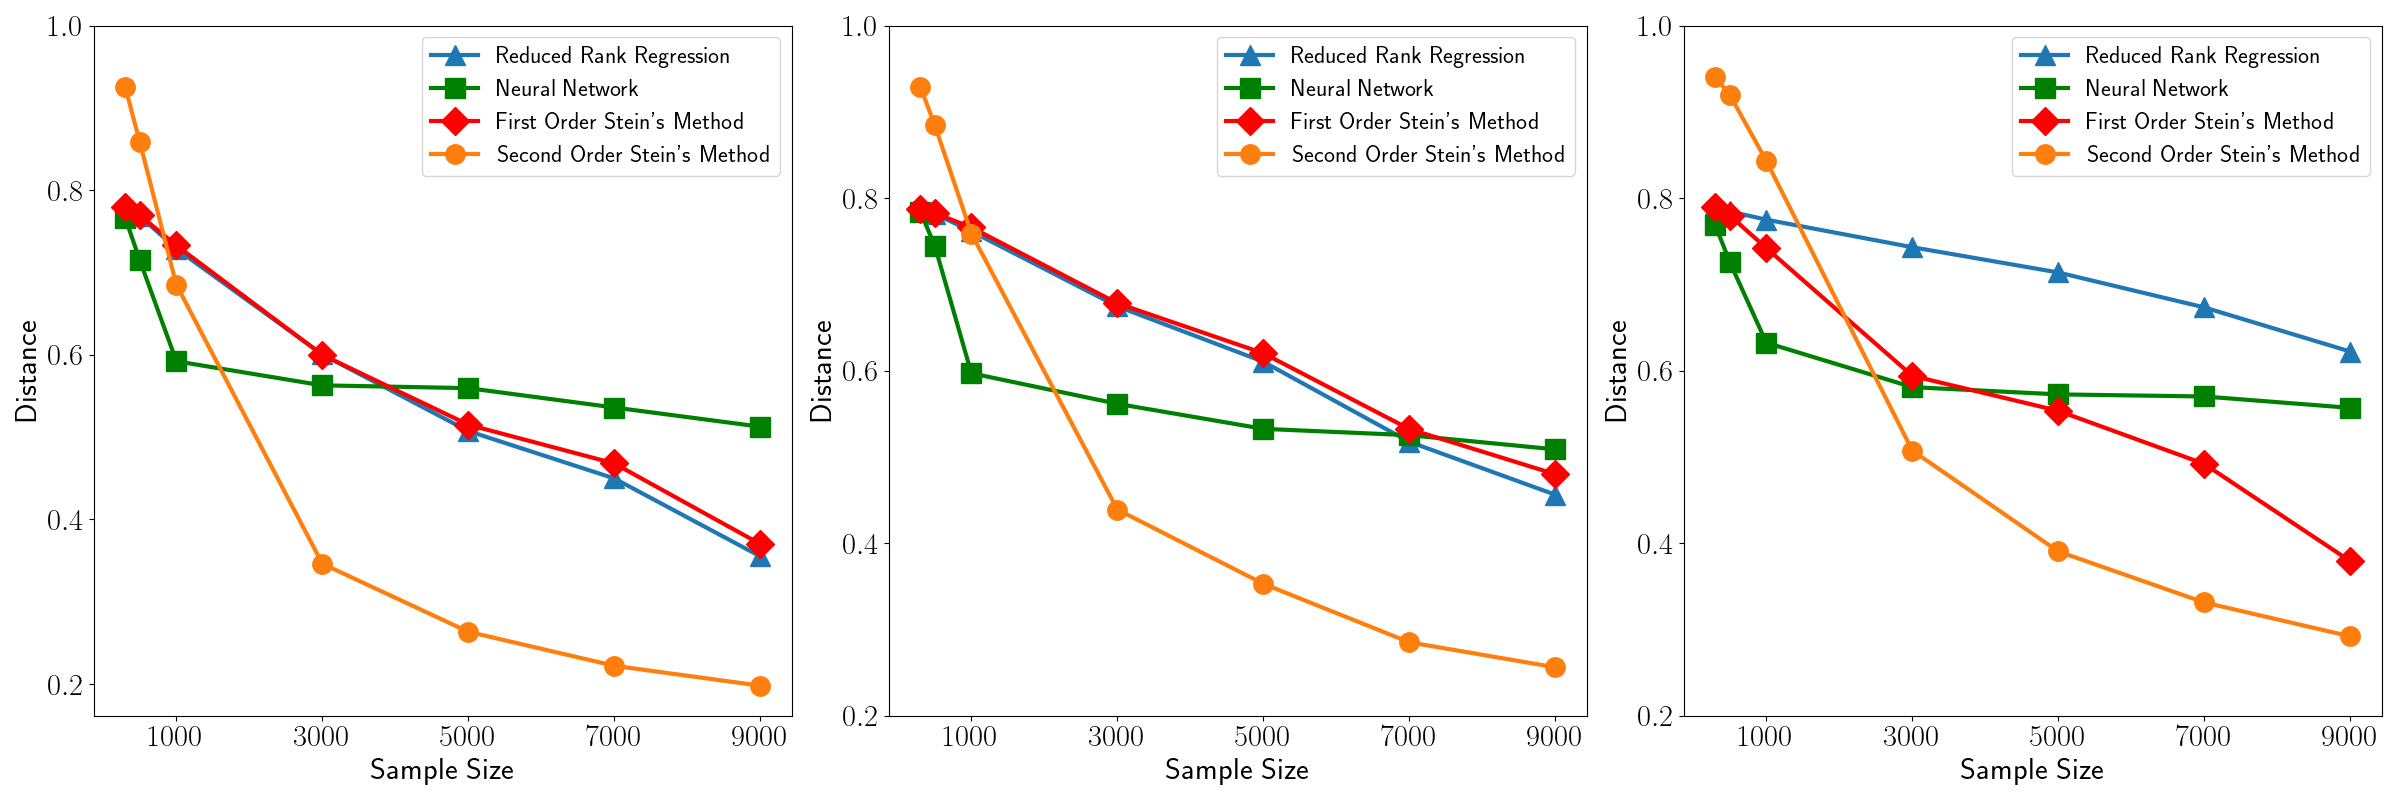 1.0
0.8
0.6
0.4
0.2
Distance
1000 3000 5000 7000 9000
Sample Size
Reduced Rank Regression
Neural Network
First Order Stein's Method
Second Order Stein's Method
1.0
0.8
0.6
0.4
0.2
Distance
1000 3000 5000 7000 9000
Sample Size
Reduced Rank Regression
Neural Network
First Order Stein's Method
Second Order Stein's Method
1.0
0.8
0.6
0.4
0.2
Distance
1000 3000 5000 7000 9000
Sample Size
Reduced Rank Regression
Neural Network
First Order Stein's Method
Second Order Stein's Method